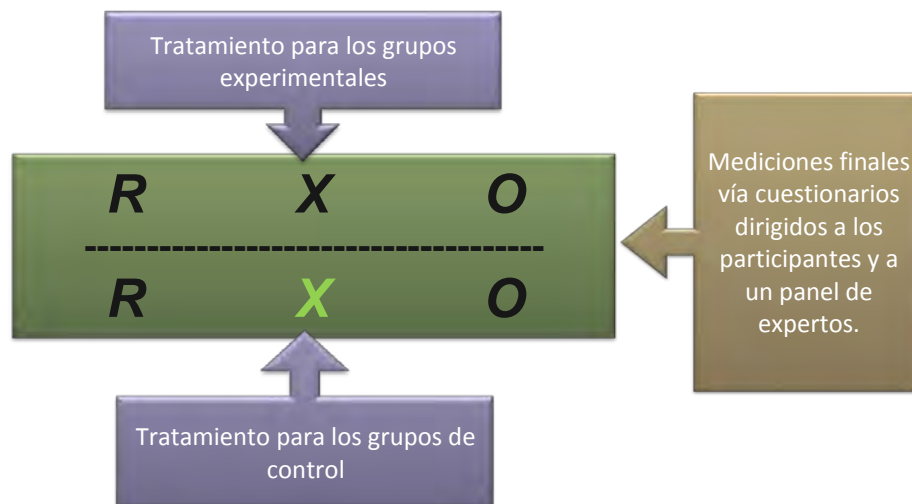 Tratamiento para los grupos
experimentales
R X O
--------------------------------------
R X O
Mediciones finales
vía cuestionarios
dirigidos a los
participantes y a
un panel de
expertos.
Tratamiento para los grupos de
control